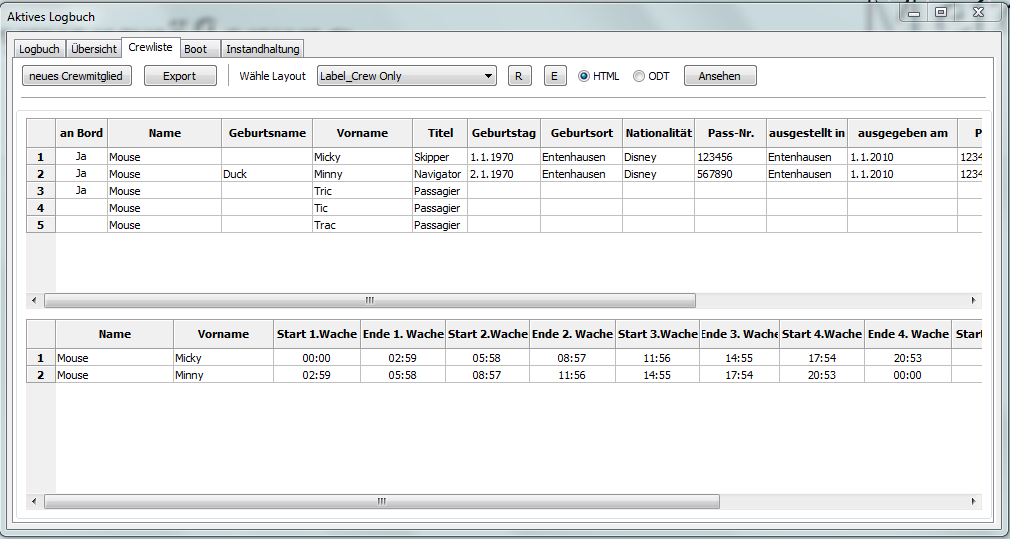 Aktives Logbuch
Logbuch Übersicht Crewliste Boot Instandhaltung
neues Crewmitglied Export Wähle Layout Label_Crew Only R E HTML ODT Ansehen
an Bord Name Geburtsname Vorname Titel Geburtstag Geburtsort Nationalität Pass-Nr. ausgestellt in ausgegeben am P
1 Ja Mouse Micky Skipper 1.1.1970 Entenhausen Disney 123456 Entenhausen 1.1.2010 1234
2 Ja Mouse Duck Minny Navigator 2.1.1970 Entenhausen Disney 567890 Entenhausen 1.1.2010 1234
3 Ja Mouse Tric Passagier
4 Mouse Tic Passagier
5 Mouse Trac Passagier
Name Vorname Start 1.Wache Ende 1. Wache Start 2.Wache Ende 2. Wache Start 3.Wache Ende 3. Wache Start 4.Wache Ende 4. Wache Start
1 Mouse Micky 00:00 02:59 05:58 08:57 11:56 14:55 17:54 20:53
2 Mouse Minny 02:59 05:58 08:57 11:56 14:55 17:54 20:53 00:00